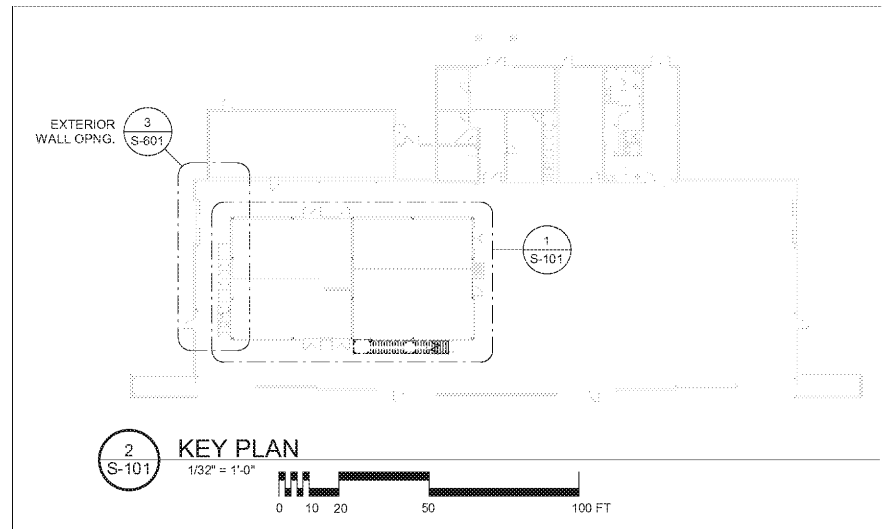 EXTERIOR
WALL OPNG.
3
S-601
1
S-101
2
S-101
KEY PLAN
1/32" = 1'-0"
0 10 20 50 100 FT